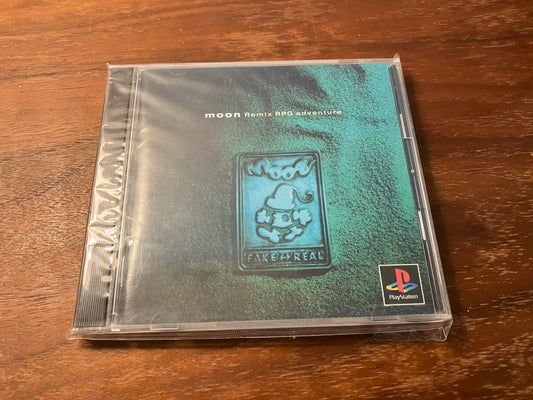 moon Remix RPG adventure
moon
FAKE REAL
PlayStation